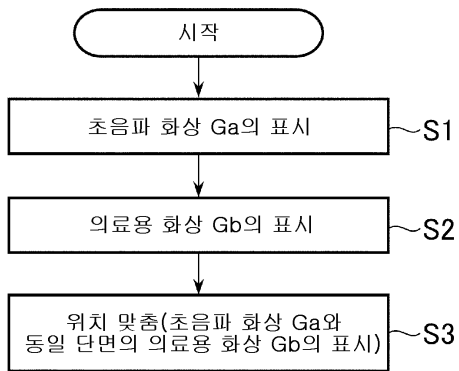 시작
초음파 화상 Ga의 표시
S1
의료용 화상 Gb의 표시
S2
위치 맞춤(초음파 화상 Ga와
동일 단면의 의료용 화상 Gb의 표시)
S3